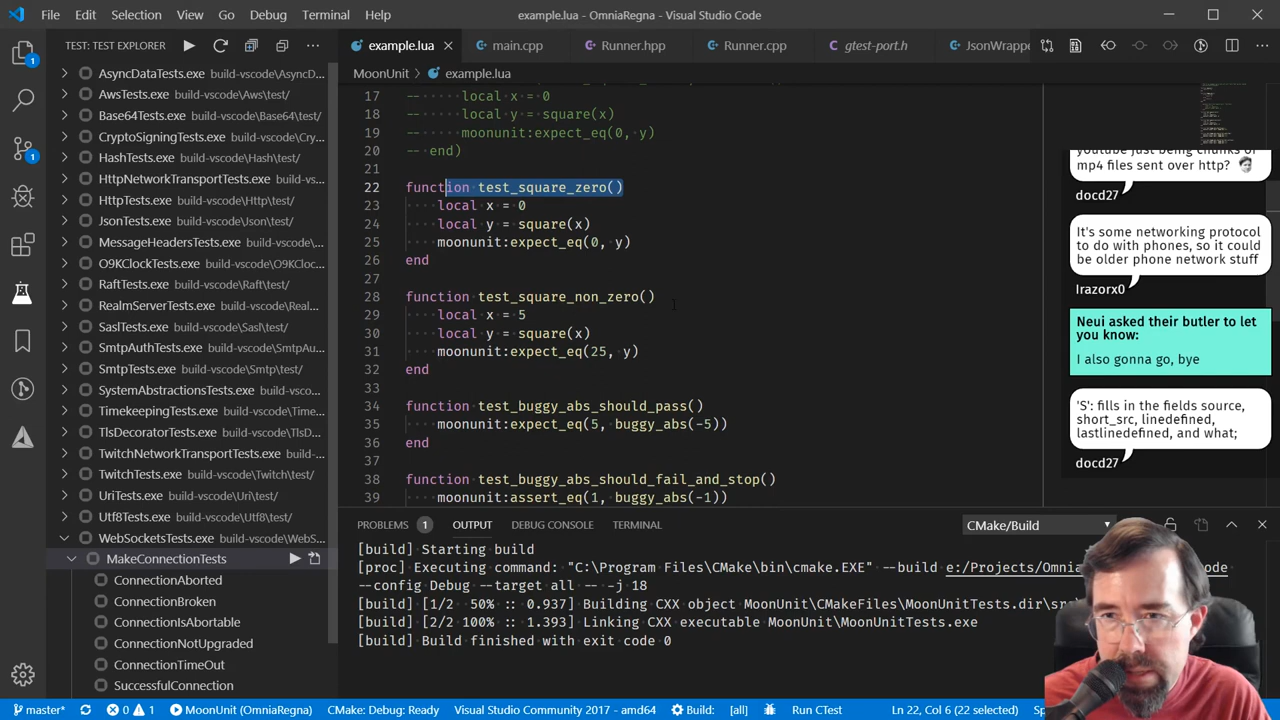 File Edit Selection View Go Debug Terminal Help
example.lua - OmniaRegna - Visual Studio Code
TEST: TEST EXPLORER
example.lua
main.cpp
Runner.hpp
Runner.cpp
gtest-port.h
JsonWrappe
MoonUnit > example.lua
AsyncDataTests.exe build-vscode\AsyncD
AwsTests.exe build-vscode\Aws\test/
Base64Tests.exe build-vscode\Base64\test/
CryptoSigningTests.exe build-vscode\Cr
HashTests.exe build-vscode\Hash\test/
HttpNetworkTransportTests.exe build-vs
HttpTests.exe build-vscode\Http\test/
JsonTests.exe build-vscode\Json\test/
MessageHeadersTests.exe build-vscode\
O9KClockTests.exe build-vscode\
RaftTests.exe build-vscode\Raft\test/
RealmServerTests.exe build-vscode\Real
SaslTests.exe build-vscode\Sasl\test/
SmtpAuthTests.exe build-vscode\SmtpAu
SmtpTests.exe build-vscode\Smtp\test/
SystemAbstractionsTests.exe build-vsco
TimekeepingTests.exe build-vscode\Time
TlsDecoratorTests.exe build-vscode\TlsD
TwitchNetworkTransportTests.exe build-v
TwitchTests.exe build-vscode\Twitch\test/
UriTests.exe build-vscode\Uri\test/
Utf8Tests.exe build-vscode\Utf8\test/
WebSocketsTests.exe build-vscode\WebS
MakeConnectionTests
ConnectionAborted
ConnectionBroken
ConnectionIsAbortable
ConnectionNotUpgraded
ConnectionTimeOut
SuccessfulConnection
17 -- local x = 0
18 -- local y = square(x)
19 -- moonunit:expect_eq(0, y)
20 -- end)
21
22 function test_square_zero()
23 local x = 0
24 local y = square(x)
25 moonunit:expect_eq(0, y)
26 end
27
28 function test_square_non_zero()
29 local x = 5
30 local y = square(x)
31 moonunit:expect_eq(25, y)
32 end
33
34 function test_buggy_abs_should_pass()
35 moonunit:expect_eq(5, buggy_abs(-5))
36 end
37
38 function test_buggy_abs_should_fail_and_stop()
39 moonunit:assert_eq(1, buggy_abs(-1))
youtube just being chunks of
mp4 files sent over http?
docd27
It's some networking protocol
to do with phones, so it could
be older phone network stuff
lrazorx0
Neui asked their butler to let
you know:
I also gonna go, bye
'S': fills in the fields source,
short_src, linedefined,
lastlinedefined, and what;
docd27
PROBLEMS 1 OUTPUT DEBUG CONSOLE TERMINAL
CMake/Build
[build] Starting build
[proc] Executing command: "C:\Program Files\CMake\bin\cmake.EXE" --build e:/Projects/Omnia
ode
--config Debug --target all -- -j 18
[build] [1/2 50% :: 0.937] Building CXX object MoonUnit\CMakeFiles\MoonUnitTests.dir\sr
[build] [2/2 100% :: 1.393] Linking CXX executable MoonUnit\MoonUnitTests.exe
[build] Build finished with exit code 0
master* 0 1 MoonUnit (OmniaRegna) CMake: Debug: Ready Visual Studio Community 2017 - amd64 Build: [all] Run CTest Ln 22, Col 6 (22 selected) Sp
1
1